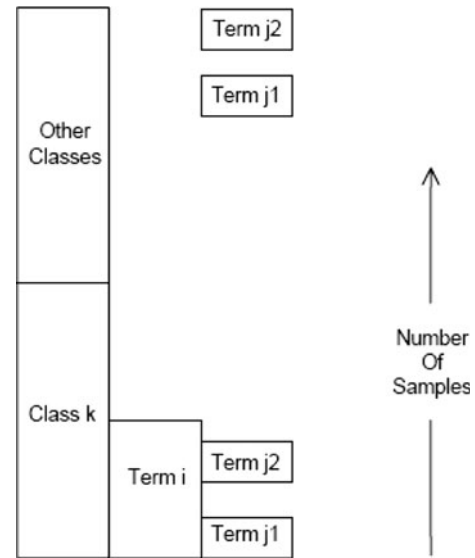 Term j2
Term j1
Other
Classes
Number
Of
Samples
Class k
Term i
Term j2
Term j1